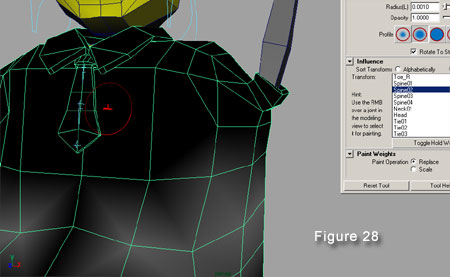 Radius(L) 0.0010
Opacity 1.0000
Profile
Rotate To St
Influence
Sort Transform: Alphabetically
Transform:
Toe_R
Spine01
Spine02
Spine03
Spine04
Neck01
Head
Tie01
Tie02
Tie03
Hint:
Use the RMB
over a joint in
the modeling
view to select
it for painting.
Toggle Hold W
Paint Weights
Paint Operation: Replace
Scale
Reset Tool
Tool Hel
Figure 28